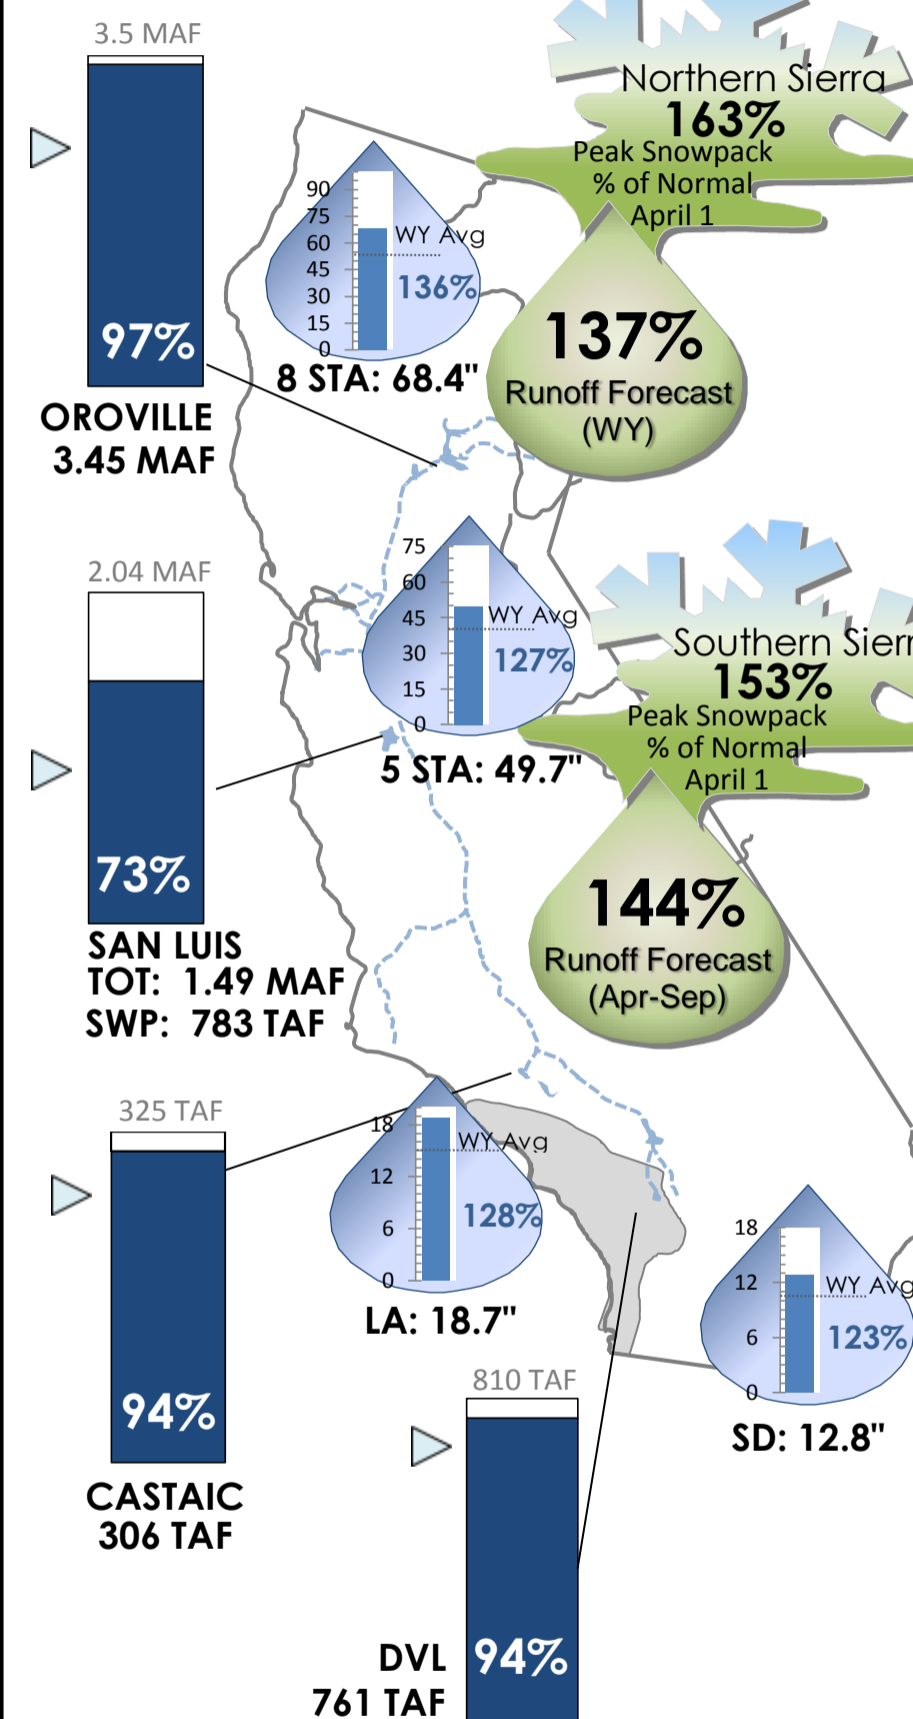 3.5 MAF
97%
OROVILLE
3.45 MAF
Northern Sierra
163%
Peak Snowpack
% of Normal
April 1
137%
Runoff Forecast
(WY)
90
75
60
45
30
15
0
WY Avg
136%
8 STA: 68.4"
2.04 MAF
73%
SAN LUIS
TOT: 1.49 MAF
SWP: 783 TAF
75
60
45
30
15
0
WY Avg
127%
5 STA: 49.7"
Southern Sierr
153%
Peak Snowpack
% of Normal
April 1
144%
Runoff Forecast
(Apr-Sep)
325 TAF
94%
CASTAIC
306 TAF
18
12
6
0
WY Avg
128%
LA: 18.7"
18
12
6
0
WY Avg
123%
SD: 12.8"
810 TAF
94%
DVL
761 TAF